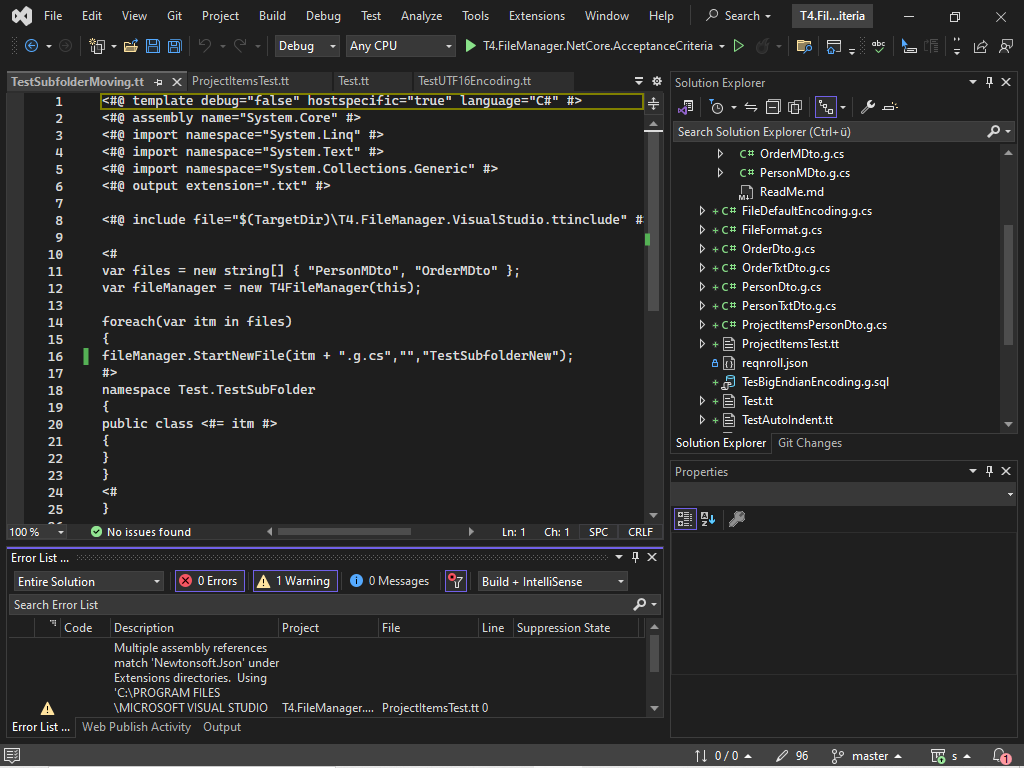 File Edit View Git Project Build Debug Test Analyze Tools Extensions Window Help Search T4.Fil...iteria
Debug Any CPU T4.FileManager.NetCore.AcceptanceCriteria
TestSubfolderMoving.tt ProjectItemsTest.tt Test.tt TestUTF16Encoding.tt
1 <#@ template debug="false" hostspecific="true" language="C#" #>
2 <#@ assembly name="System.Core" #>
3 <#@ import namespace="System.Linq" #>
4 <#@ import namespace="System.Text" #>
5 <#@ import namespace="System.Collections.Generic" #>
6 <#@ output extension=".txt" #>
7
8 <#@ include file="$(TargetDir)\T4.FileManager.VisualStudio.ttinclude" #
9
10 <#
11 var files = new string[] { "PersonMDto", "OrderMDto" };
12 var fileManager = new T4FileManager(this);
13
14 foreach(var itm in files)
15 {
16 fileManager.StartNewFile(itm + ".g.cs","","TestSubfolderNew");
17 #>
18 namespace Test.TestSubFolder
19 {
20 public class <#= itm #>
21 {
22 }
23 }
24 <#
25 }
100 % No issues found Ln: 1 Ch: 1 SPC CRLF
Error List ...
Entire Solution 0 Errors 1 Warning 0 Messages Build + IntelliSense
Search Error List
Code Description Project File Line Suppression State
Multiple assembly references
match 'NewtonsoftJson' under
Extensions directories. Using
'C:\PROGRAM FILES
\MICROSOFT VISUAL STUDIO T4.FileManager.... ProjectItemsTest.tt 0
Error List ... Web Publish Activity Output
Solution Explorer
Search Solution Explorer (Ctrl+ü)
C# OrderMDto.g.cs
C# PersonMDto.g.cs
ReadMe.md
C# FileDefaultEncoding.g.cs
C# FileFormat.g.cs
C# OrderDto.g.cs
C# OrderTxtDto.g.cs
C# PersonDto.g.cs
C# PersonTxtDto.g.cs
C# ProjectItemsPersonDto.g.cs
ProjectItemsTest.tt
reqnroll.json
TesBigEndianEncoding.g.sql
Test.tt
TestAutoIndent.tt
Solution Explorer Git Changes
Properties
0 / 0 96 master s 1